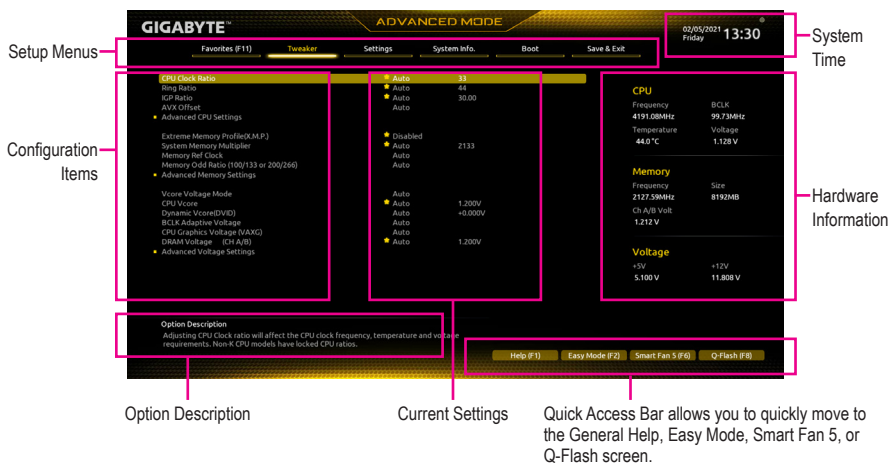 GIGABYTE™
ADVANCED MODE
02/05/2021
Friday
13:30
System
Time
Setup Menus
Favorites (F11) Tweaker Settings System Info. Boot Save & Exit
Configuration
Items
CPU Clock Ratio Auto 33
Ring Ratio Auto 44
IGP Ratio Auto 30.00
AVX Offset Auto
Advanced CPU Settings
Extreme Memory Profile(X.M.P.) Disabled
System Memory Multiplier Auto 2133
Memory Ref Clock Auto
Memory Odd Ratio (100/133 or 200/266) Auto
Advanced Memory Settings
Vcore Voltage Mode Auto
CPU Vcore Auto 1.200V
Dynamic Vcore(DVID) Auto +0.000V
BCLK Adaptive Voltage Auto
CPU Graphics Voltage (VAXG) Auto
DRAM Voltage (CH A/B) Auto 1.200V
Advanced Voltage Settings
CPU
Frequency BCLK
4191.08MHz 99.73MHz
Temperature Voltage
44.0 °C 1.128 V
Memory
Frequency Size
2127.59MHz 8192MB
Ch A/B Volt
1.212 V
Voltage
+5V +12V
5.100 V 11.808 V
Hardware
Information
Option Description
Adjusting CPU Clock ratio will affect the CPU clock frequency, temperature and voltage
requirements. Non-K CPU models have locked CPU ratios.
Help (F1) Easy Mode (F2) Smart Fan 5 (F6) Q-Flash (F8)
Option Description
Current Settings
Quick Access Bar allows you to quickly move to
the General Help, Easy Mode, Smart Fan 5, or
Q-Flash screen.